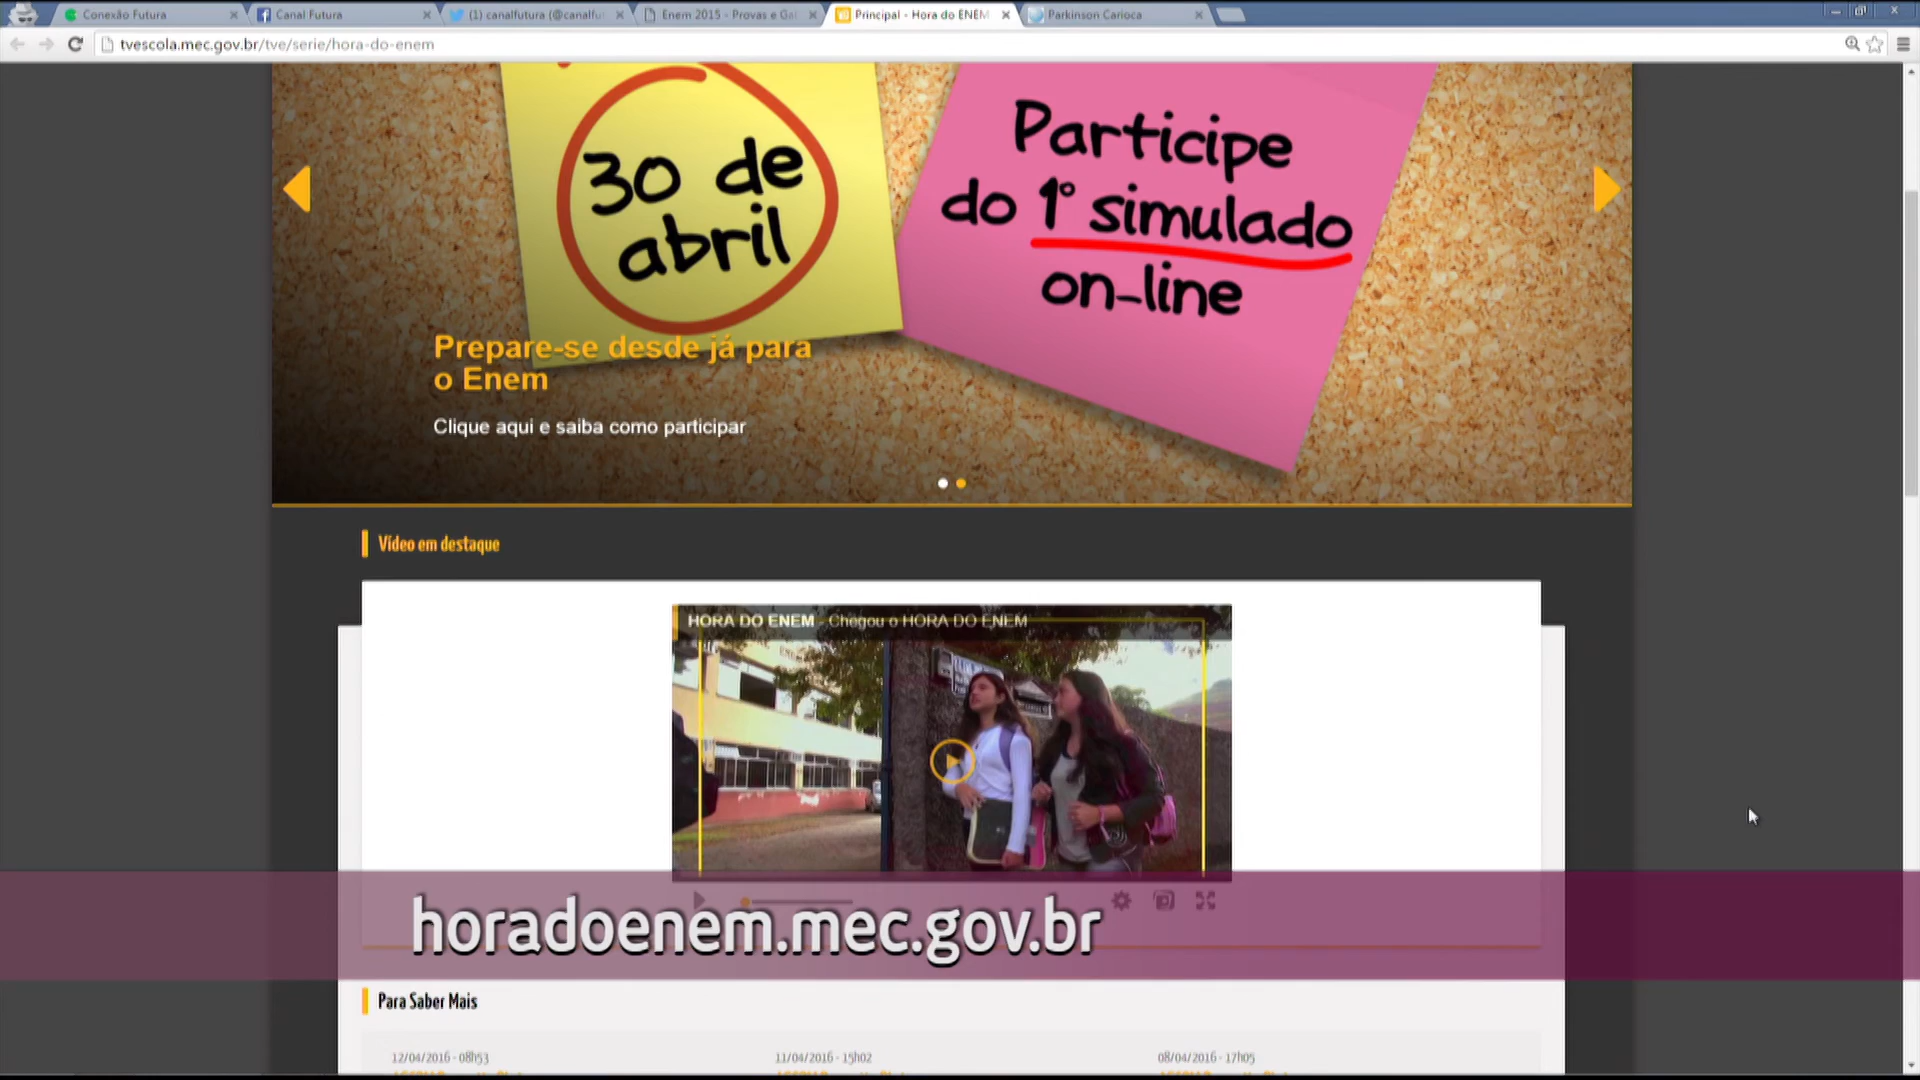 Conexão Futura
Canal Futura
(1) canalfutura (@canalfut
Enem 2015 - Provas e Ga
Principal - Hora do ENEM
Parkinson Carioca
tvescola.mec.gov.br/tve/serie/hora-do-enem
30 de
abril
Participe
do 1º simulado
on-line
Prepare-se desde já para
o Enem
Clique aqui e saiba como participar
Vídeo em destaque
HORA DO ENEM - Chegou o HORA DO ENEM
horadoenem.mec.gov.br
Para Saber Mais
12/04/2016 - 08h53
11/04/2016 - 15h02
08/04/2016 - 17h05